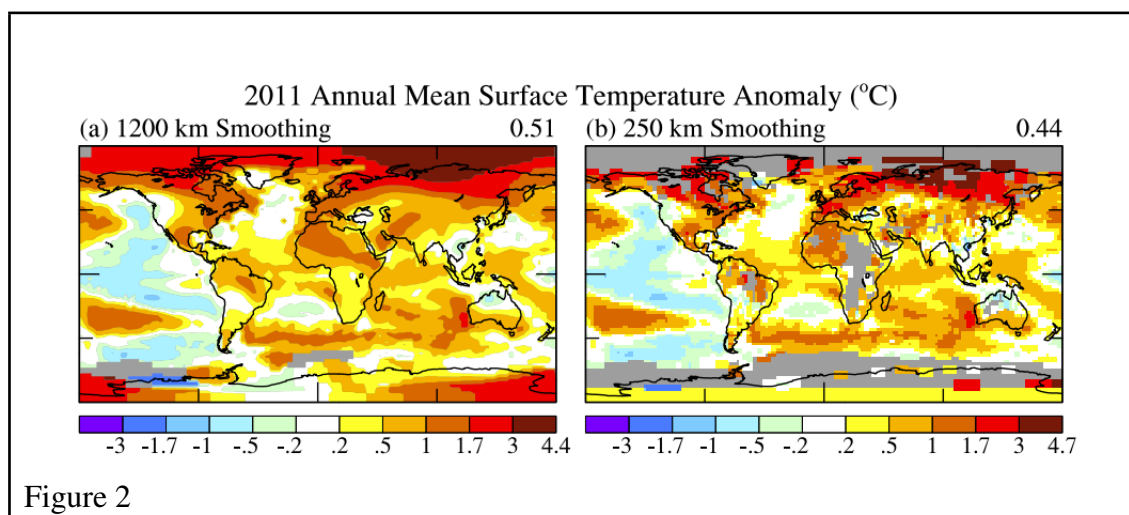 2011 Annual Mean Surface Temperature Anomaly (°C)
(a) 1200 km Smoothing 0.51
(b) 250 km Smoothing 0.44
-3 -1.7 -1 -.5 -.2 .2 .5 1 1.7 3 4.4
-3 -1.7 -1 -.5 -.2 .2 .5 1 1.7 3 4.7
Figure 2